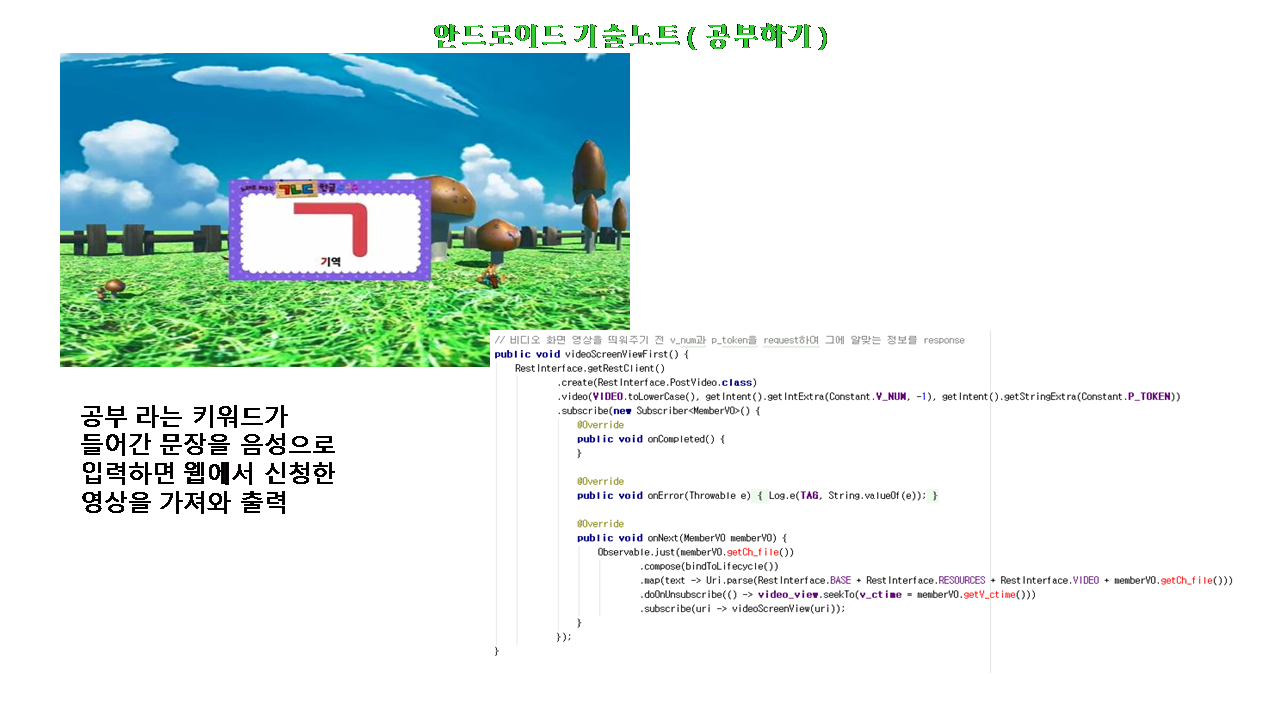 안드로이드 기술노트 ( 공부하기 )
ㄱㄴㄷ 한글
ㄱ
기역
// 비디오 화면 영상을 띄워주기 전 v_num과 p_token을 request하여 그에 알맞는 정보를 response
public void videoScreenViewFirst() {
RestInterface.getRestClient()
.create(RestInterface.PostVideo.class)
.video(VIDEO.toLowerCase(), getIntent().getIntExtra(Constant.V_NUM, -1), getIntent().getStringExtra(Constant.P_TOKEN))
.subscribe(new Subscriber<MemberVO>() {
@Override
public void onCompleted() {
}
@Override
public void onError(Throwable e) { Log.e(TAG, String.valueOf(e)); }
@Override
public void onNext(MemberVO memberVO) {
Observable.just(memberVO.getCh_file())
.compose(bindToLifecycle())
.map(text -> Uri.parse(RestInterface.BASE + RestInterface.RESOURCES + RestInterface.VIDEO + memberVO.getCh_file()))
.doOnUnsubscribe(() -> video_view.seekTo(v_ctime = memberVO.getV_ctime()))
.subscribe(uri -> videoScreenView(uri));
}
});
}
공부 라는 키워드가
들어간 문장을 음성으로
입력하면 웹에서 신청한
영상을 가져와 출력